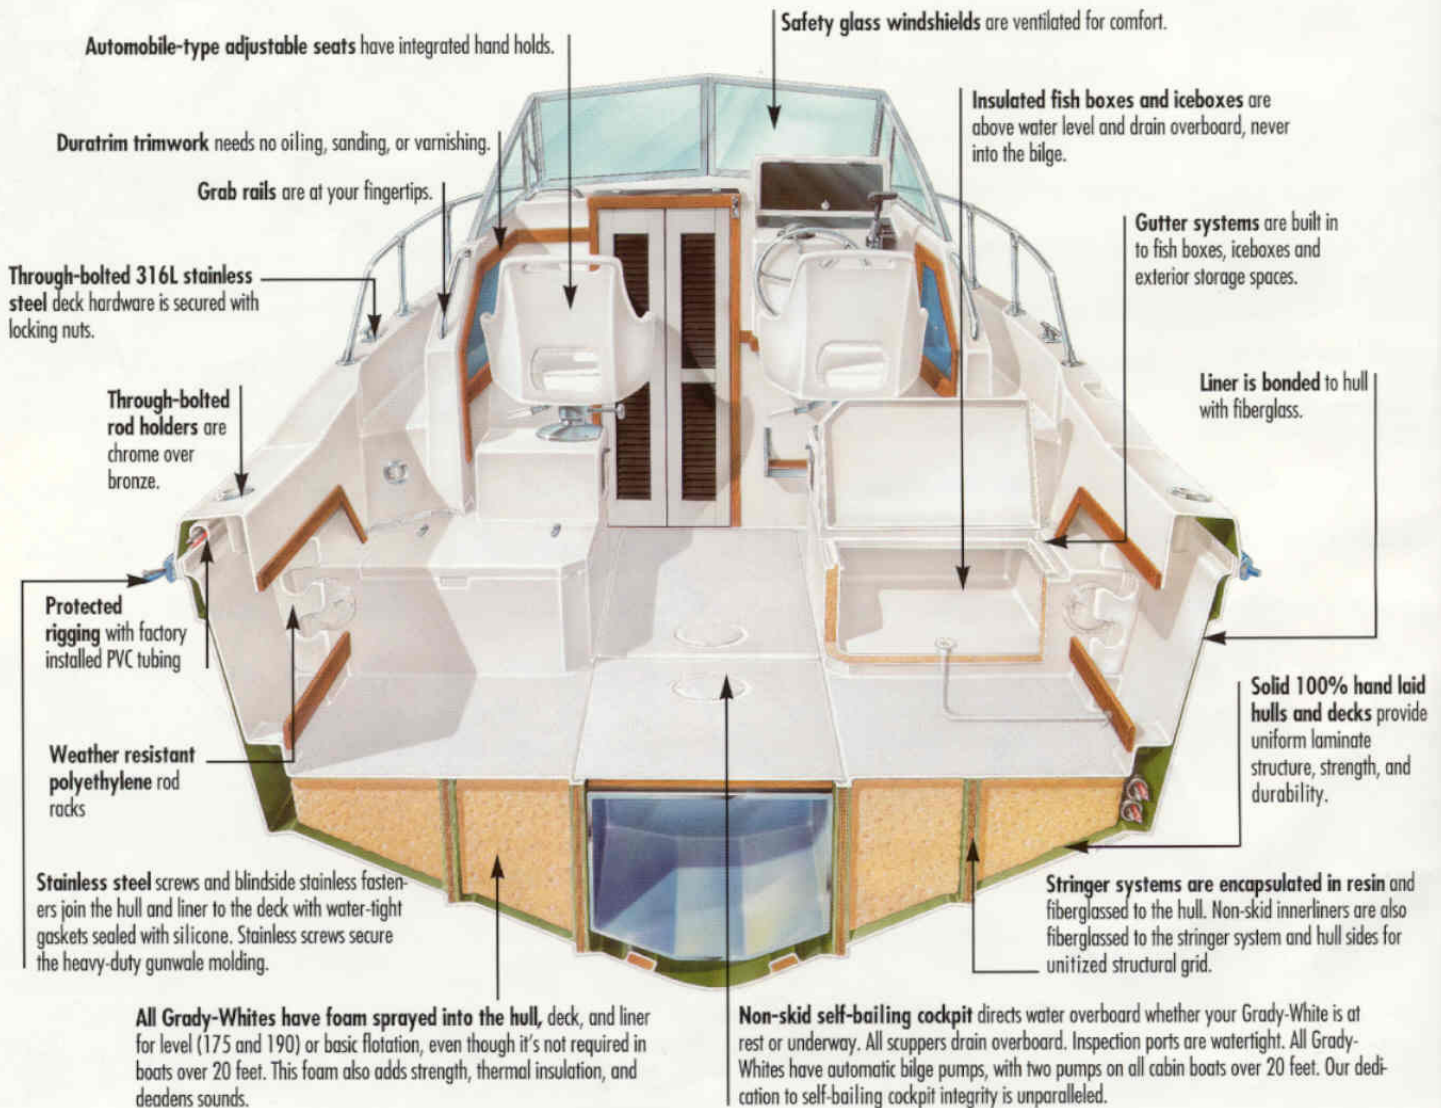 Safety glass windshields are ventilated for comfort.
Automobile-type adjustable seats have integrated hand holds.
Insulated fish boxes and iceboxes are
above water level and drain overboard, never
into the bilge.
Duratrim trimwork needs no oiling, sanding, or varnishing.
Grab rails are at your fingertips.
Gutter systems are built in
to fish boxes, iceboxes and
exterior storage spaces.
Through-bolted 316L stainless
steel deck hardware is secured with
locking nuts.
Liner is bonded to hull
with fiberglass.
Through-bolted
rod holders are
chrome over
bronze.
Protected
rigging with factory
installed PVC tubing
Solid 100% hand laid
hulls and decks provide
uniform laminate
structure, strength, and
durability.
Weather resistant
polyethylene rod
racks
Stainless steel screws and blindside stainless fasten-
ers join the hull and liner to the deck with water-tight
gaskets sealed with silicone. Stainless screws secure
the heavy-duty gunwale molding.
Stringer systems are encapsulated in resin and
fiberglassed to the hull. Non-skid innerliners are also
fiberglassed to the stringer system and hull sides for
unitized structural grid.
All Grady-Whites have foam sprayed into the hull, deck, and liner
for level (175 and 190) or basic flotation, even though it's not required in
boats over 20 feet. This foam also adds strength, thermal insulation, and
deadens sounds.
Non-skid self-bailing cockpit directs water overboard whether your Grady-White is at
rest or underway. All scuppers drain overboard. Inspection ports are watertight. All Grady-
Whites have automatic bilge pumps, with two pumps on all cabin boats over 20 feet. Our dedi-
cation to self-bailing cockpit integrity is unparalleled.